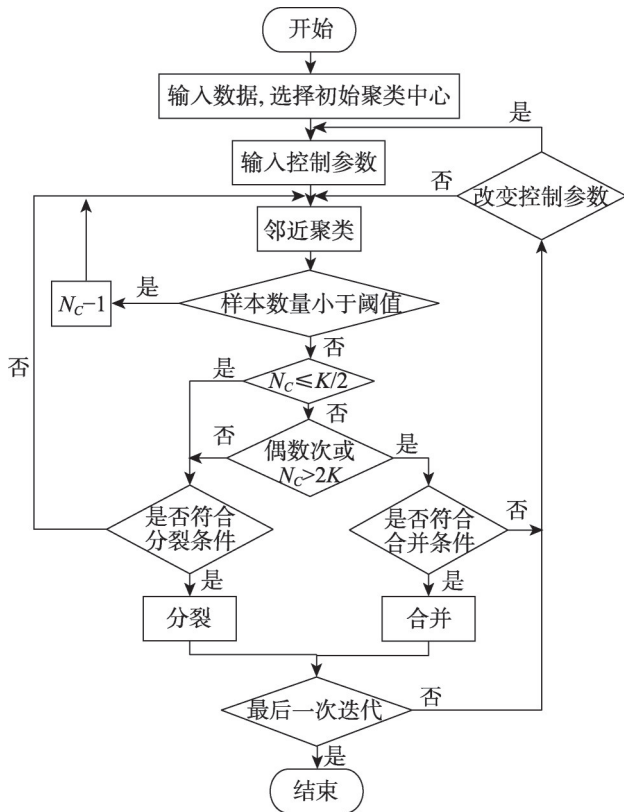 开始
输入数据, 选择初始聚类中心
是
输入控制参数
否
改变控制参数
邻近聚类
N_C−1
是
样本数量小于阈值
否
否
是
N_C≤K/2
否
否
偶数次或
N_C>2K
是
是否符合
分裂条件
是否符合
合并条件
否
是
是
分裂
合并
最后一次迭代
否
是
结束